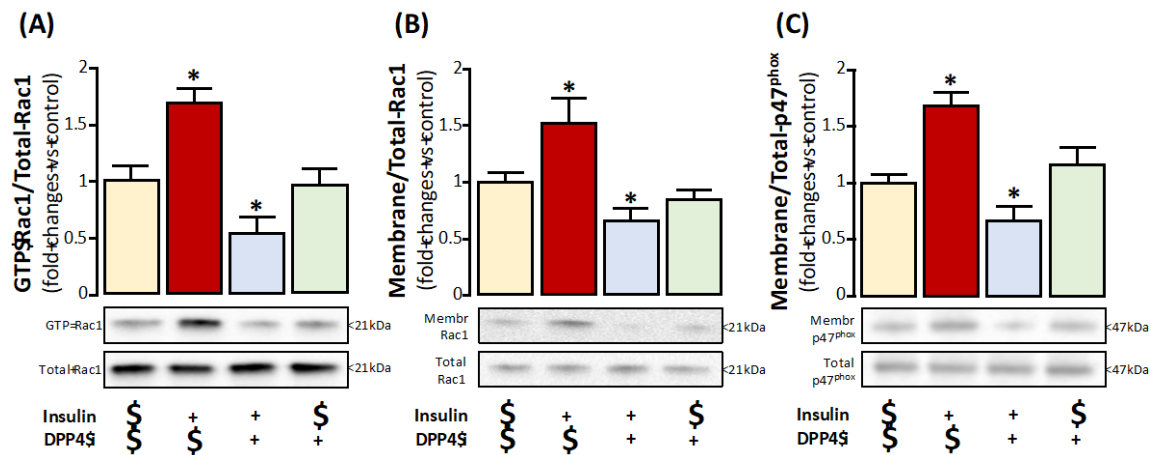 (A)
GTP$Rac1/Total-Rac1
(fold-changes-vs-control)
2
*
1.5
1
*
0.5
0
GTP=Rac1
<21kDa
Total=Rac1
<21kDa
Insulin $ + + $
DPP4$i $ $ + +
(B)
Membrane/Total-Rac1
(fold-changes-vs-control)
2
*
1.5
1
*
0.5
0
Membr
Rac1
<21kDa
Total
Rac1
<21kDa
Insulin $ + + $
DPP4$i $ $ + +
(C)
Membrane/Total-p47phox
(fold-changes-vs-control)
2
*
1.5
1
*
0.5
0
Membr
p47phox
<47kDa
Total
p47phox
<47kDa
Insulin $ + + $
DPP4$i $ $ + +